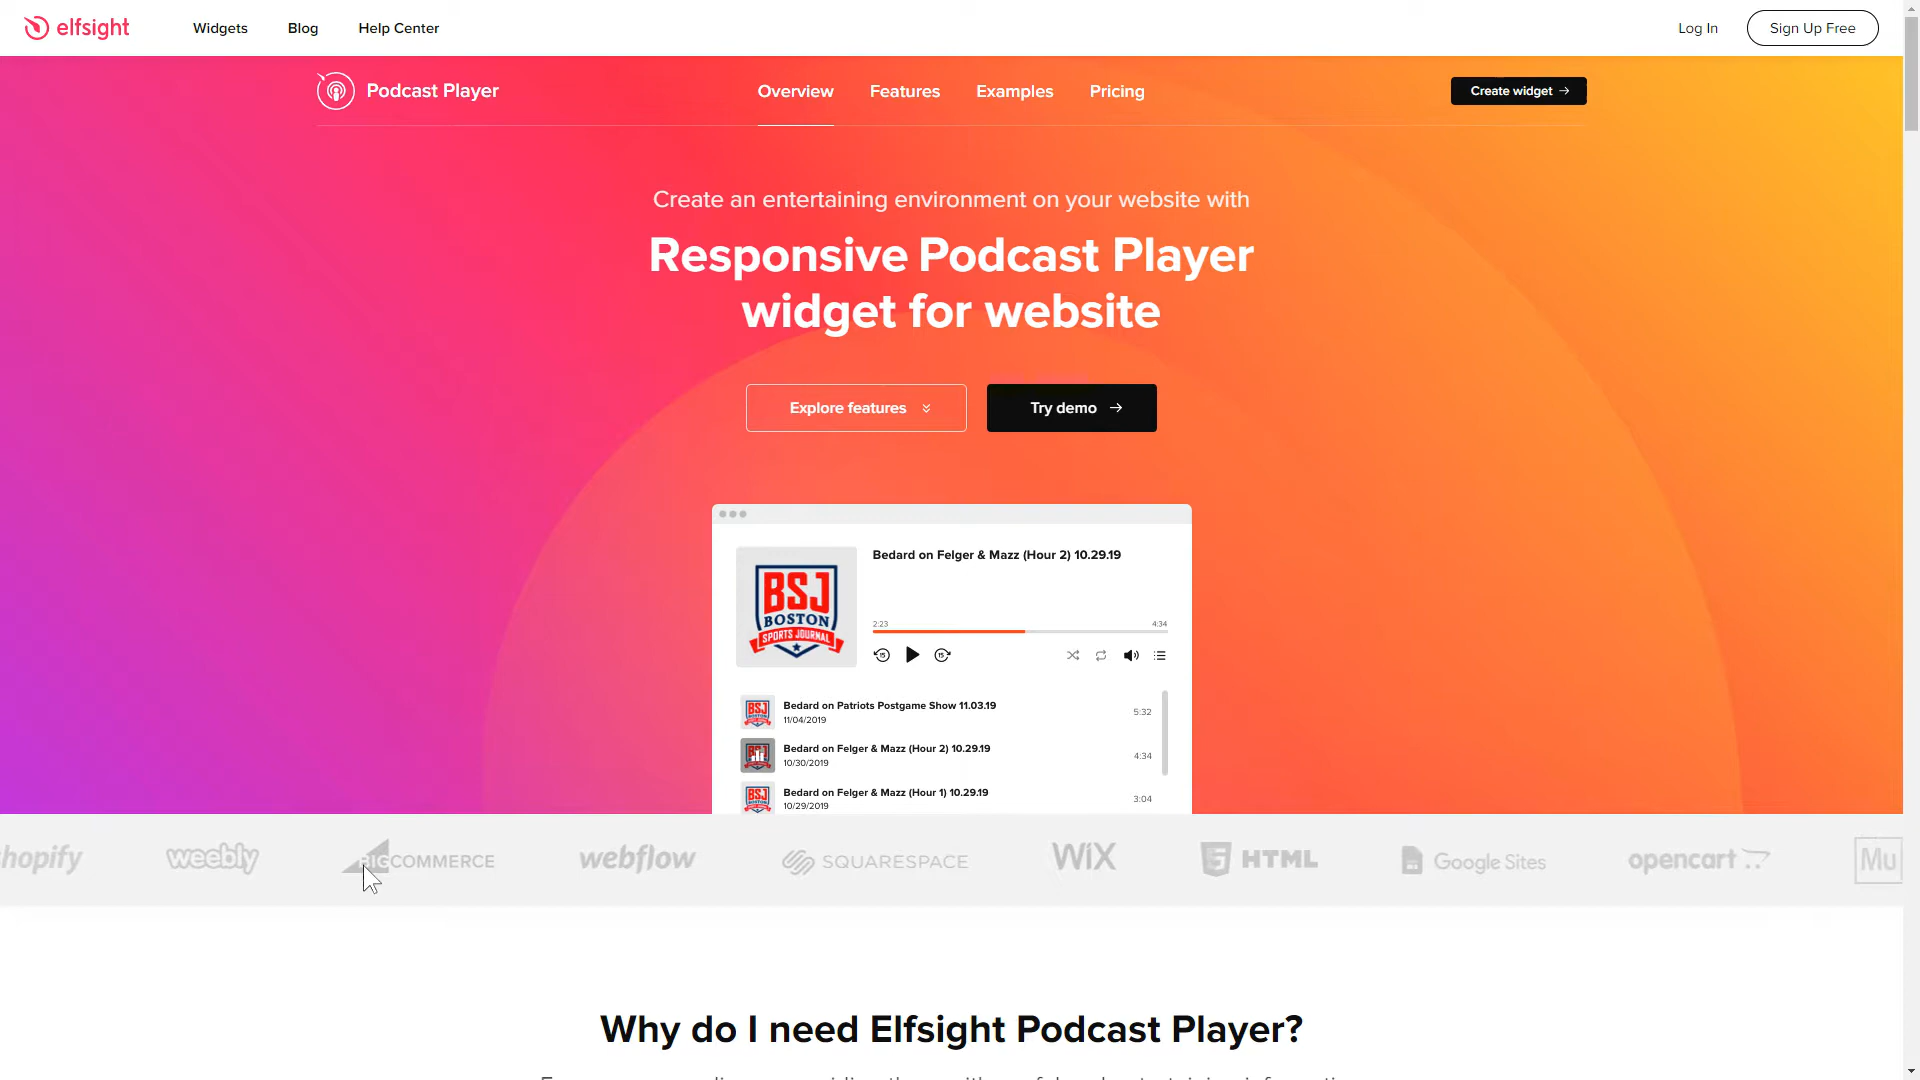 elfsight
Widgets
Blog
Help Center
Log In
Sign Up Free
Podcast Player
Overview
Features
Examples
Pricing
Create widget
Create an entertaining environment on your website with
Responsive Podcast Player
widget for website
Explore features
Try demo
Bedard on Felger & Mazz (Hour 2) 10.29.19
BSJ
BOSTON
SPORTS JOURNAL
2:23
4:34
15
15
Bedard on Patriots Postgame Show 11.03.19
11/04/2019
5:32
Bedard on Felger & Mazz (Hour 2) 10.29.19
10/30/2019
4:34
Bedard on Felger & Mazz (Hour 1) 10.29.19
10/29/2019
3:04
hopify
weebly
BIGCOMMERCE
webflow
SQUARESPACE
WiX
HTML
Google Sites
opencart
Mu
Why do I need Elfsight Podcast Player?